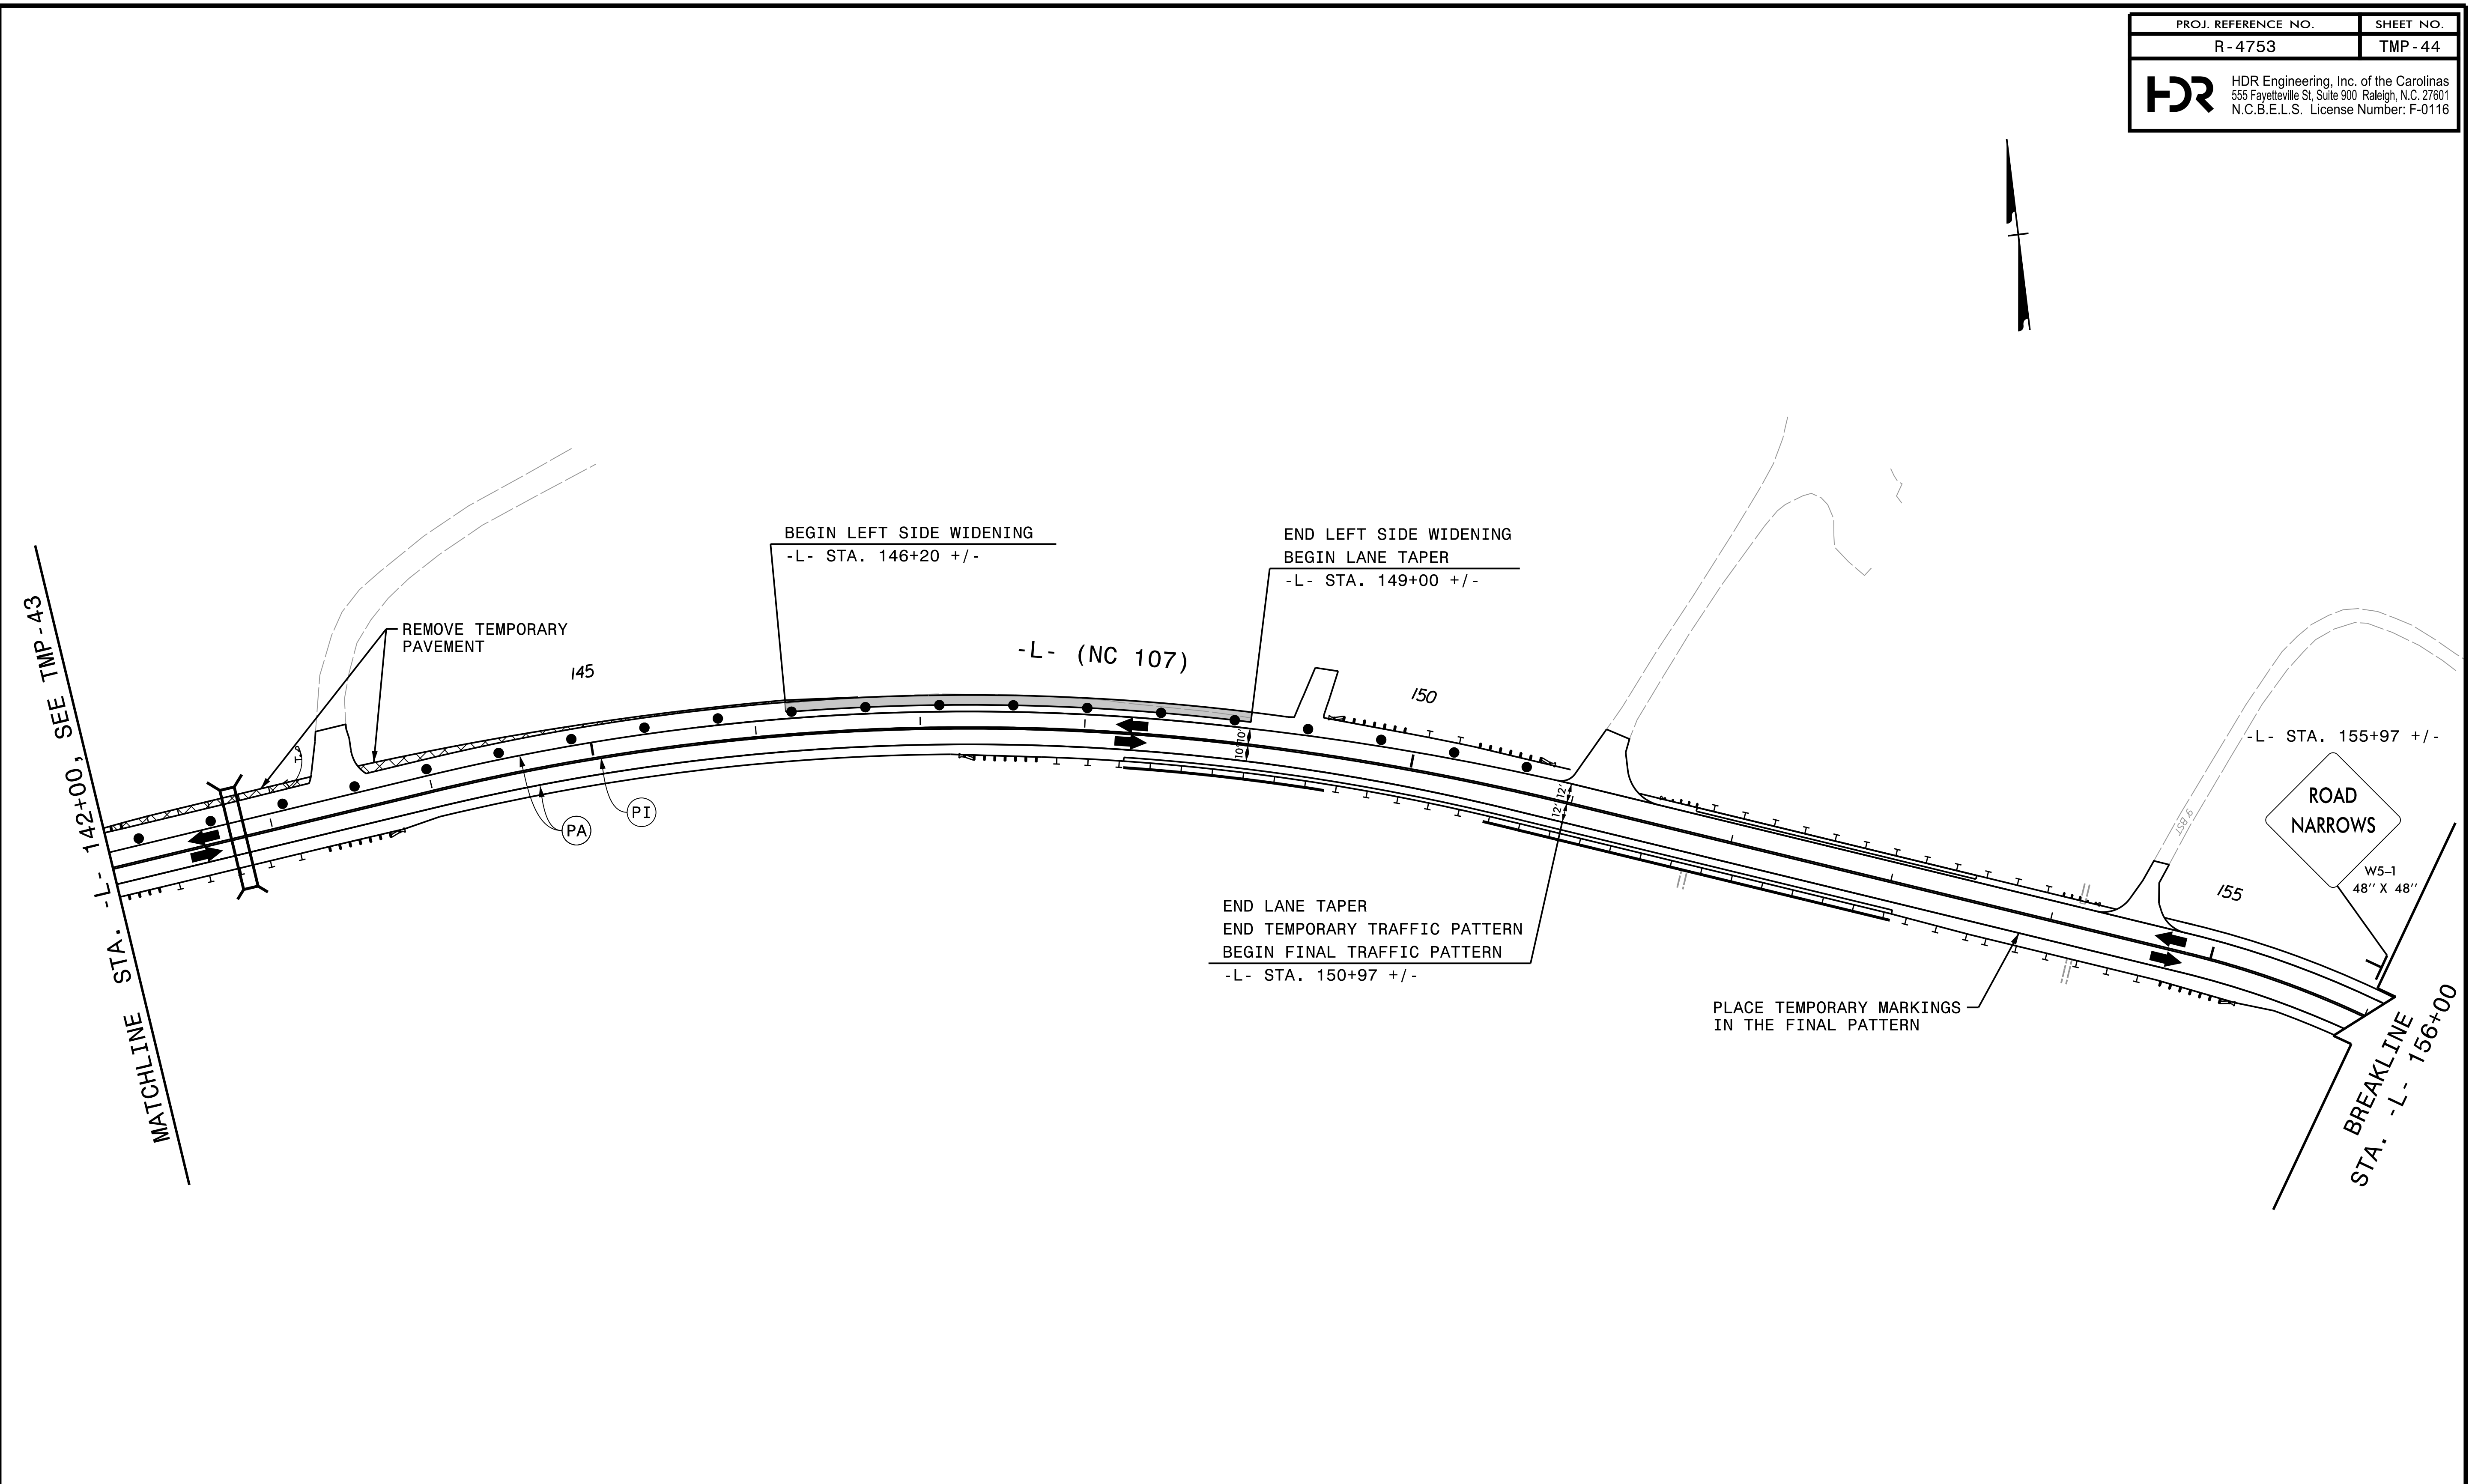 PROJ. REFERENCE NO.
SHEET NO.
R-4753
TMP-44
HDR
HDR Engineering, Inc. of the Carolinas
555 Fayetteville St, Suite 900 Raleigh, N.C. 27601
N.C.B.E.L.S. License Number: F-0116
BEGIN LEFT SIDE WIDENING
-L- STA. 146+20 +/-
END LEFT SIDE WIDENING
BEGIN LANE TAPER
-L- STA. 149+00 +/-
REMOVE TEMPORARY
PAVEMENT
145
-L- (NC 107)
150
-L- STA. 155+97 +/-
ROAD
NARROWS
W5-1
48'' X 48''
155
9' BST
10'
10'
12'
12'
PA
PI
END LANE TAPER
END TEMPORARY TRAFFIC PATTERN
BEGIN FINAL TRAFFIC PATTERN
-L- STA. 150+97 +/-
PLACE TEMPORARY MARKINGS
IN THE FINAL PATTERN
MATCHLINE STA. -L- 142+00, SEE TMP-43
BREAKLINE
STA. -L- 156+00